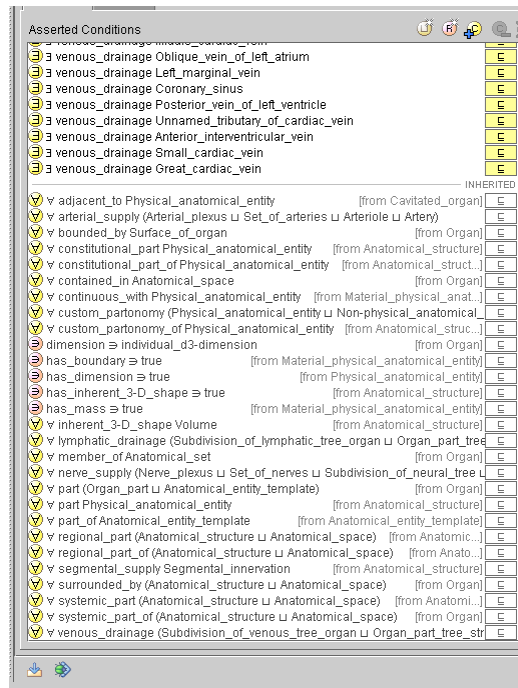 Asserted Conditions
∃ venous_drainage Middle_cardiac_vein
∃ venous_drainage Oblique_vein_of_left_atrium
∃ venous_drainage Left_marginal_vein
∃ venous_drainage Coronary_sinus
∃ venous_drainage Posterior_vein_of_left_ventricle
∃ venous_drainage Unnamed_tributary_of_cardiac_vein
∃ venous_drainage Anterior_interventricular_vein
∃ venous_drainage Small_cardiac_vein
∃ venous_drainage Great_cardiac_vein
INHERITED
∀ adjacent_to Physical_anatomical_entity [from Cavitated_organ] ⊑
∀ arterial_supply (Arterial_plexus ⊔ Set_of_arteries ⊔ Arteriole ⊔ Artery) ⊑
∀ bounded_by Surface_of_organ [from Organ] ⊑
∀ constitutional_part Physical_anatomical_entity [from Anatomical_structure] ⊑
∀ constitutional_part_of Physical_anatomical_entity [from Anatomical_struct...] ⊑
∀ contained_in Anatomical_space [from Organ] ⊑
∀ continuous_with Physical_anatomical_entity [from Material_physical_anat...] ⊑
∀ custom_partonomy (Physical_anatomical_entity ⊔ Non-physical_anatomical_ ⊑
∀ custom_partonomy_of Physical_anatomical_entity [from Anatomical_struc...] ⊑
dimension ∋ individual_d3-dimension [from Organ] ⊑
has_boundary ∋ true [from Material_physical_anatomical_entity] ⊑
has_dimension ∋ true [from Physical_anatomical_entity] ⊑
has_inherent_3-D_shape ∋ true [from Anatomical_structure] ⊑
has_mass ∋ true [from Material_physical_anatomical_entity] ⊑
∀ inherent_3-D_shape Volume [from Anatomical_structure] ⊑
∀ lymphatic_drainage (Subdivision_of_lymphatic_tree_organ ⊔ Organ_part_tree ⊑
∀ member_of Anatomical_set [from Organ] ⊑
∀ nerve_supply (Nerve_plexus ⊔ Set_of_nerves ⊔ Subdivision_of_neural_tree ⊔ ⊑
∀ part (Organ_part ⊔ Anatomical_entity_template) [from Organ] ⊑
∀ part Physical_anatomical_entity [from Anatomical_structure] ⊑
∀ part_of Anatomical_entity_template [from Anatomical_entity_template] ⊑
∀ regional_part (Anatomical_structure ⊔ Anatomical_space) [from Anatomic...] ⊑
∀ regional_part_of (Anatomical_structure ⊔ Anatomical_space) [from Anato...] ⊑
∀ segmental_supply Segmental_innervation [from Anatomical_structure] ⊑
∀ surrounded_by (Anatomical_structure ⊔ Anatomical_space) [from Organ] ⊑
∀ systemic_part (Anatomical_structure ⊔ Anatomical_space) [from Anatomi...] ⊑
∀ systemic_part_of (Anatomical_structure ⊔ Anatomical_space) [from Organ] ⊑
∀ venous_drainage (Subdivision_of_venous_tree_organ ⊔ Organ_part_tree_str ⊑